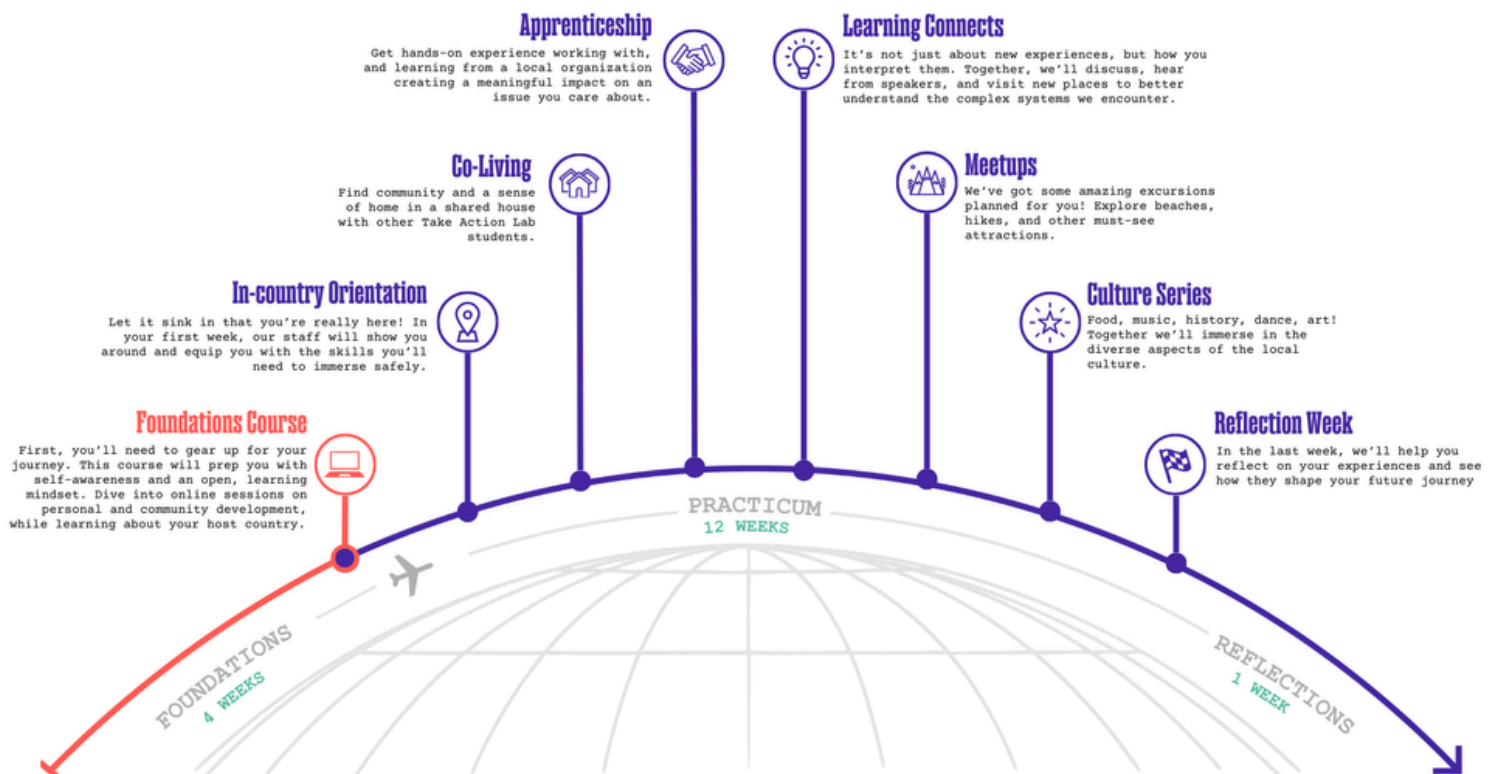 Apprenticeship
Get hands-on experience working with,
and learning from a local organization
creating a meaningful impact on an
issue you care about.
Learning Connects
It's not just about new experiences, but how you
interpret them. Together, we'll discuss, hear
from speakers, and visit new places to better
understand the complex systems we encounter.
Co-Living
Find community and a sense
of home in a shared house
with other Take Action Lab
students.
Meetups
We've got some amazing excursions
planned for you! Explore beaches,
hikes, and other must-see
attractions.
In-country Orientation
Let it sink in that you're really here! In
your first week, our staff will show you
around and equip you with the skills you'll
need to immerse safely.
Culture Series
Food, music, history, dance, art!
Together we'll immerse in the
diverse aspects of the local
culture.
Foundations Course
First, you'll need to gear up for your
journey. This course will prep you with
self-awareness and an open, learning
mindset. Dive into online sessions on
personal and community development,
while learning about your host country.
Reflection Week
In the last week, we'll help you
reflect on your experiences and see
how they shape your future journey
FOUNDATIONS
4 WEEKS
PRACTICUM
12 WEEKS
REFLECTIONS
1 WEEK